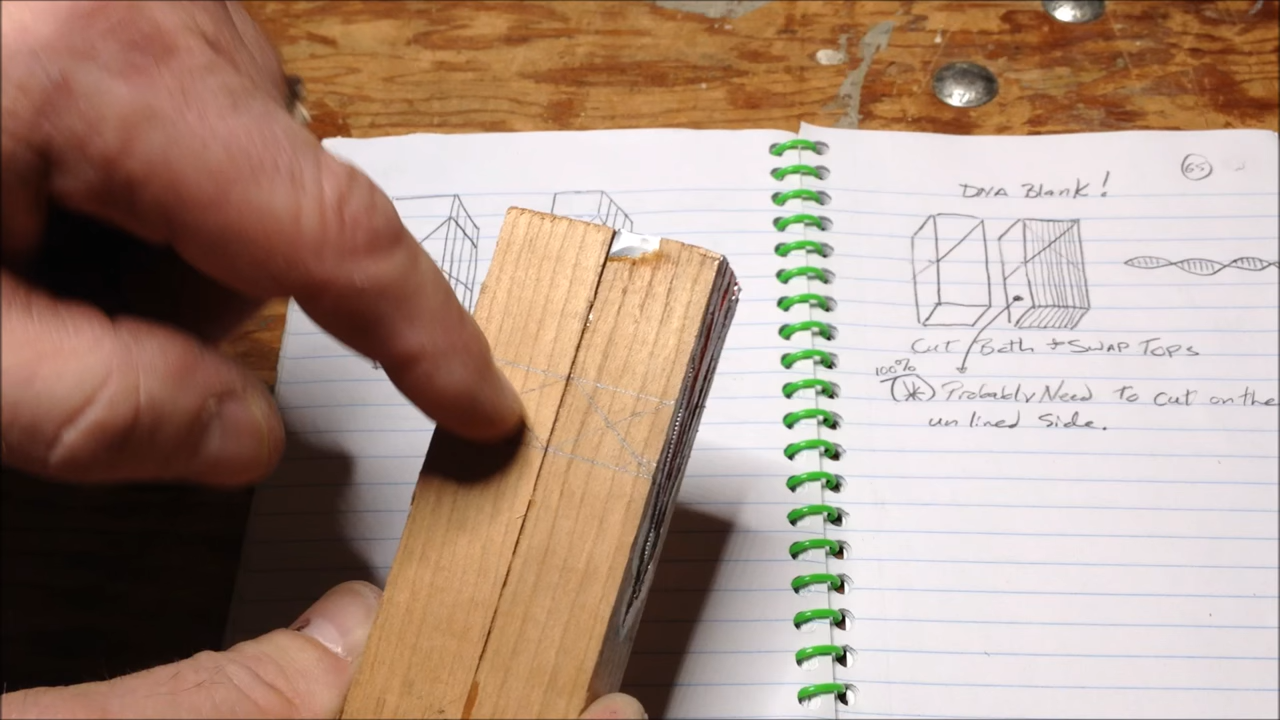 65
DNA Blank!
Cut Both + Swap Tops
100%
* Probably Need To cut on the
unlined Side.